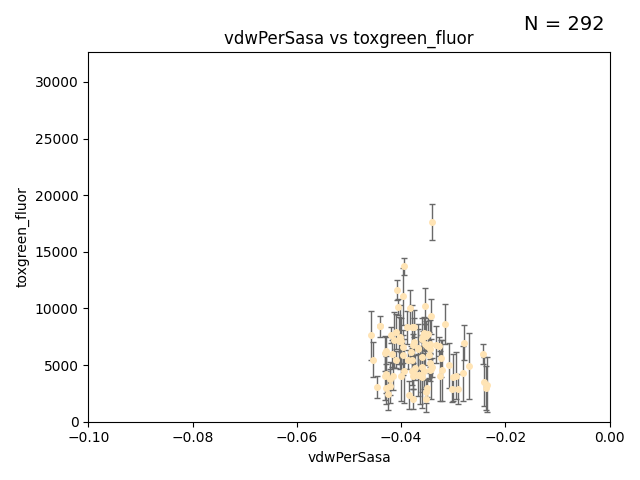 N = 292
vdwPerSasa vs toxgreen_fluor
30000
25000
20000
15000
10000
5000
0
toxgreen_fluor
−0.10 −0.08 −0.06 −0.04 −0.02 0.00
vdwPerSasa